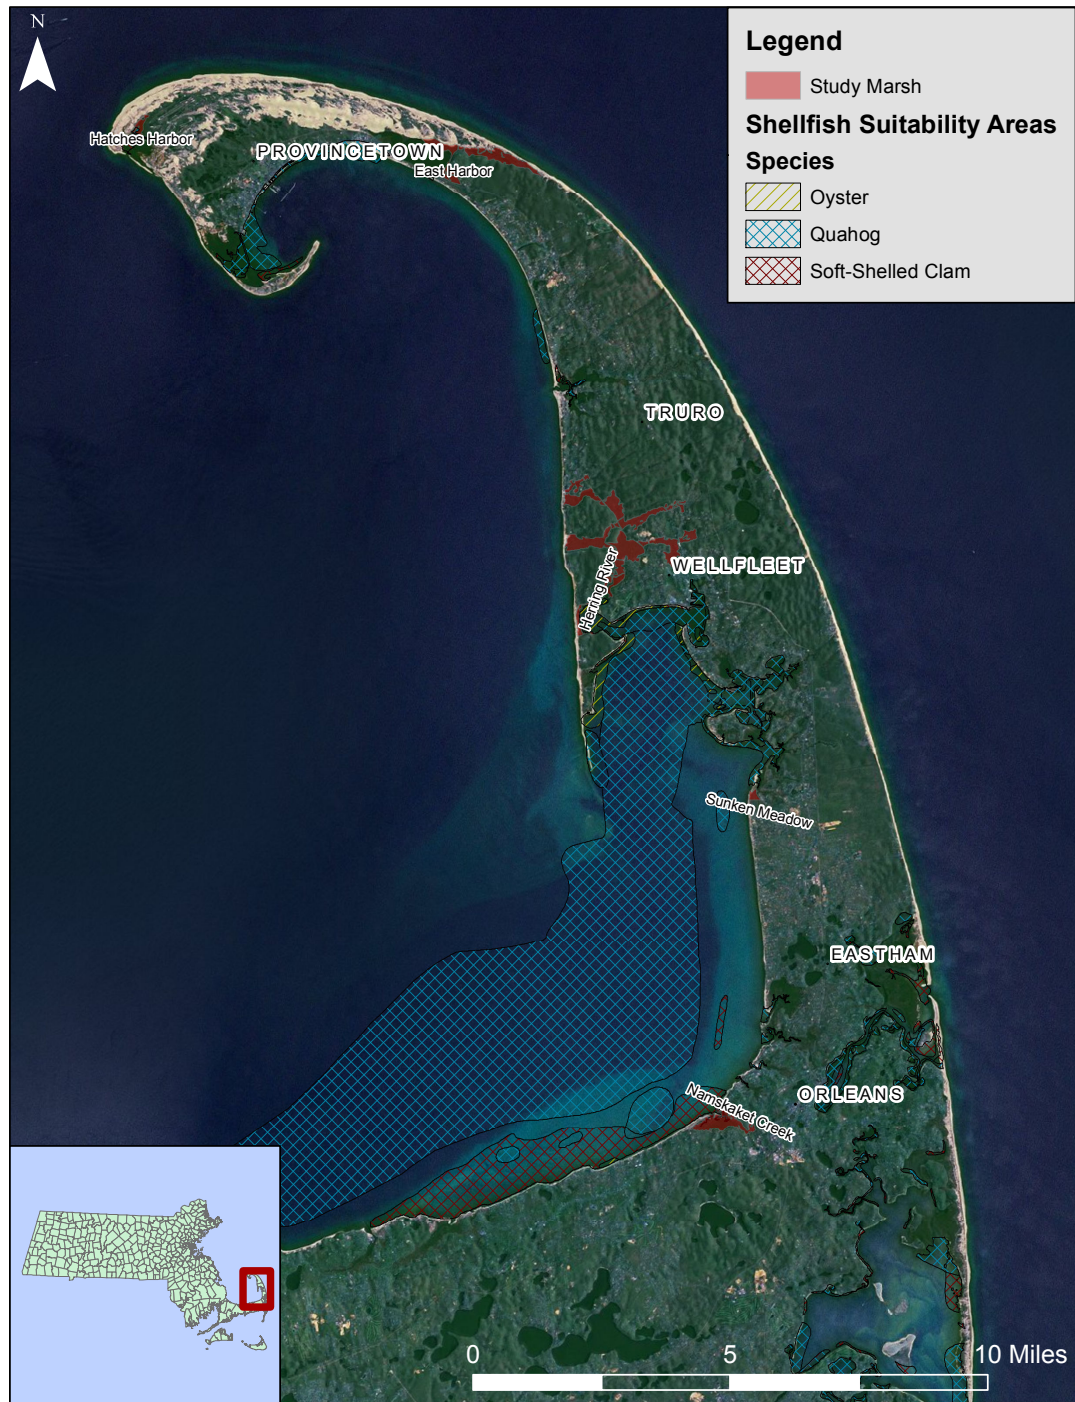 N
Legend
Study Marsh
Shellfish Suitability Areas
Species
Oyster
Quahog
Soft-Shelled Clam
Hatches Harbor
PROVINCETOWN
East Harbor
TRURO
WELLFLEET
Herring River
Sunken Meadow
EASTHAM
ORLEANS
Namskaket Creek
0 5 10 Miles